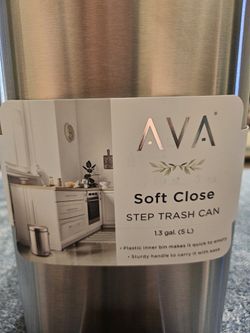 AVA
Soft Close
STEP TRASH CAN
1.3 gal. (5 L)
• Plastic inner bin makes it quick to empty
• Sturdy handle to carry it with ease